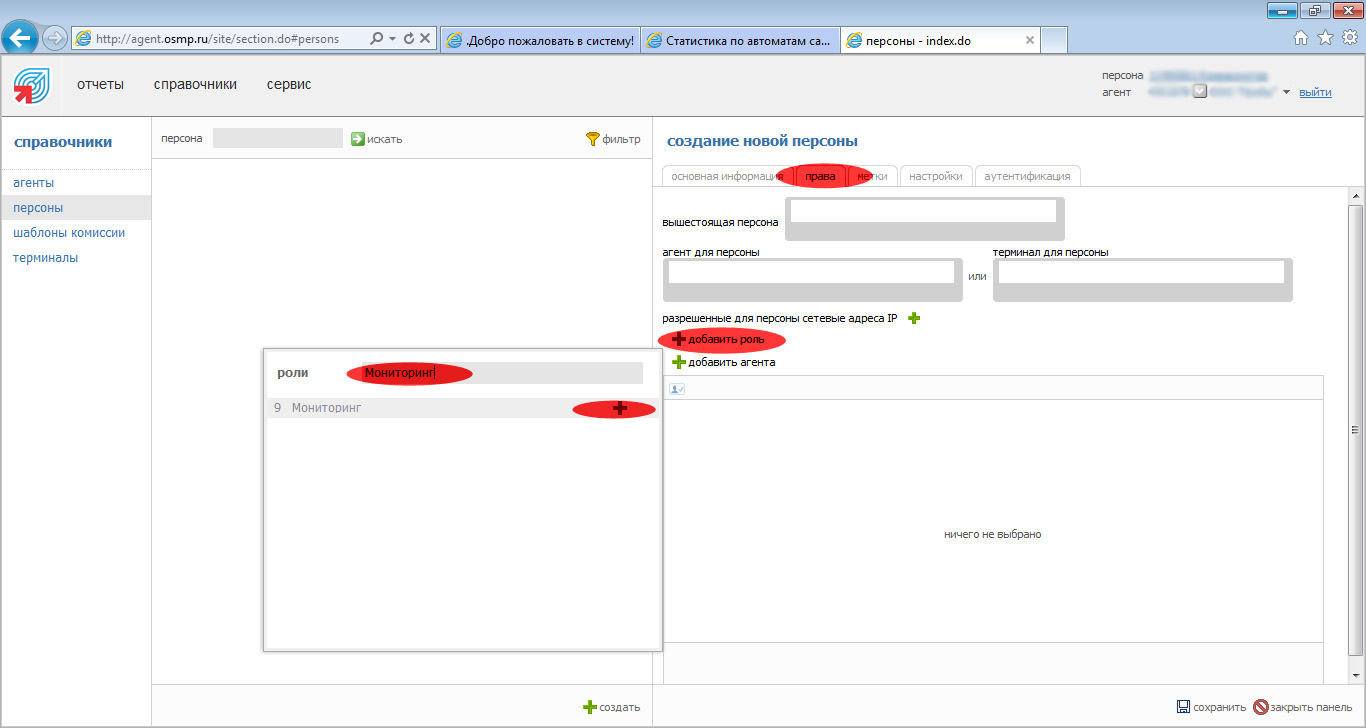 http://agent.osmp.ru/site/section.do#persons
.Добро пожаловать в систему!
Статистика по автоматам са...
персоны - index.do
отчеты справочники сервис
персона
агент
выйти
справочники
агенты
персоны
шаблоны комиссии
терминалы
персона
искать
фильтр
создание новой персоны
основная информация права метки настройки аутентификация
вышестоящая персона
агент для персоны
терминал для персоны
или
разрешенные для персоны сетевые адреса IP
добавить роль
добавить агента
роли Мониторинг
9 Мониторинг
ничего не выбрано
создать
сохранить закрыть панель